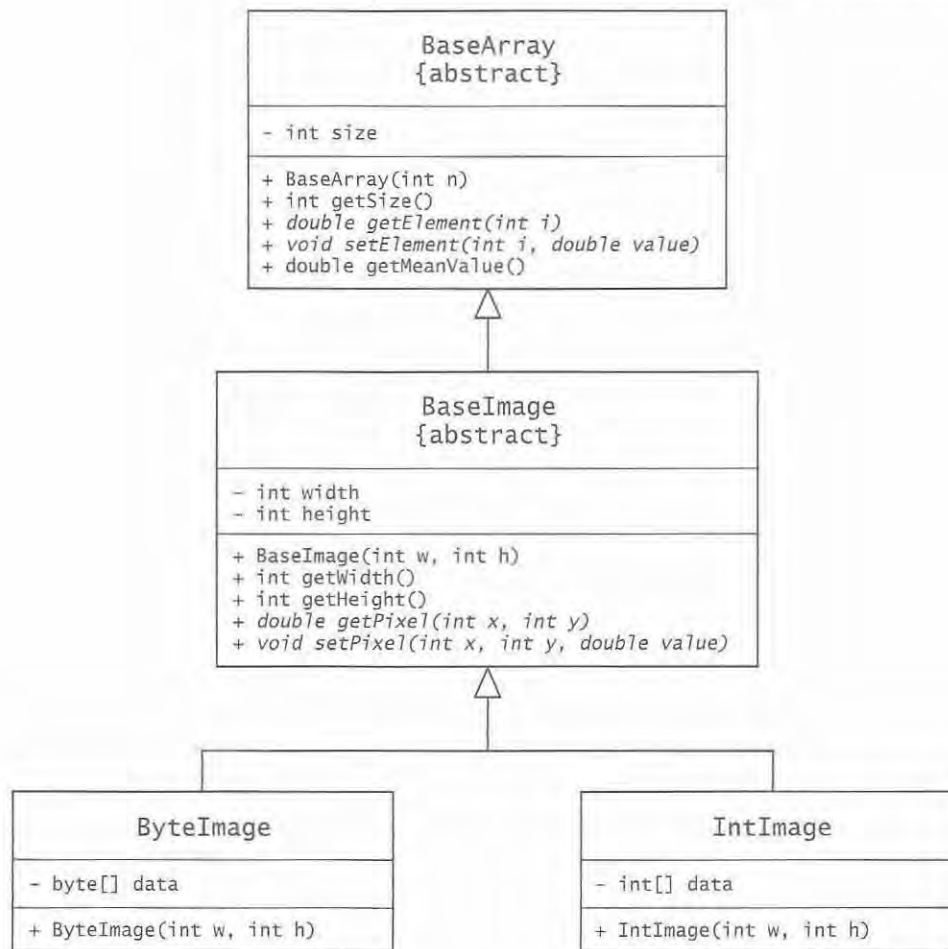 BaseArray
{abstract}
- int size
+ BaseArray(int n)
+ int getSize()
+ double getElement(int i)
+ void setElement(int i, double value)
+ double getMeanValue()
BaseImage
{abstract}
- int width
- int height
+ BaseImage(int w, int h)
+ int getWidth()
+ int getHeight()
+ double getPixel(int x, int y)
+ void setPixel(int x, int y, double value)
ByteImage
- byte[] data
+ ByteImage(int w, int h)
IntImage
- int[] data
+ IntImage(int w, int h)